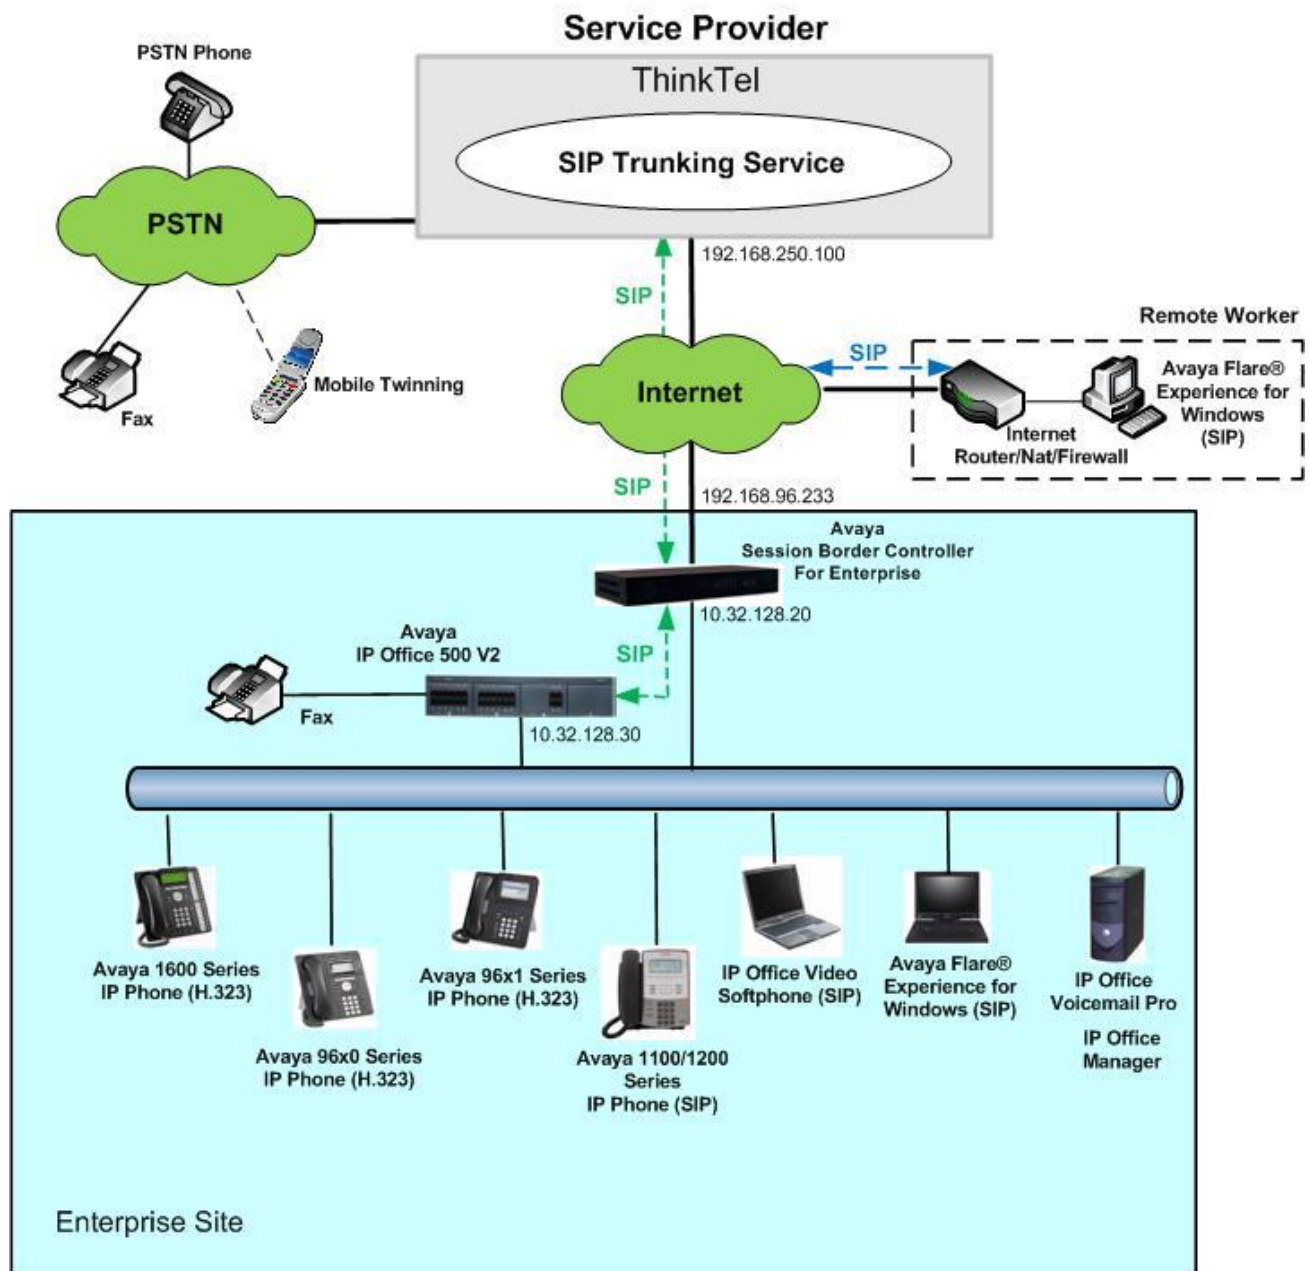 Service Provider
PSTN Phone
ThinkTel
SIP Trunking Service
PSTN
192.168.250.100
SIP
Remote Worker
SIP
Internet
Avaya Flare®
Experience for
Windows
(SIP)
Internet
Router/Nat/Firewall
Mobile Twinning
Fax
SIP
192.168.96.233
Avaya
Session Border Controller
For Enterprise
10.32.128.20
Avaya
IP Office 500 V2
SIP
Fax
10.32.128.30
Avaya 1600 Series
IP Phone (H.323)
Avaya 96x0 Series
IP Phone (H.323)
Avaya 96x1 Series
IP Phone (H.323)
Avaya 1100/1200
Series
IP Phone (SIP)
IP Office Video
Softphone (SIP)
Avaya Flare®
Experience for
Windows (SIP)
IP Office
Voicemail Pro
IP Office
Manager
Enterprise Site